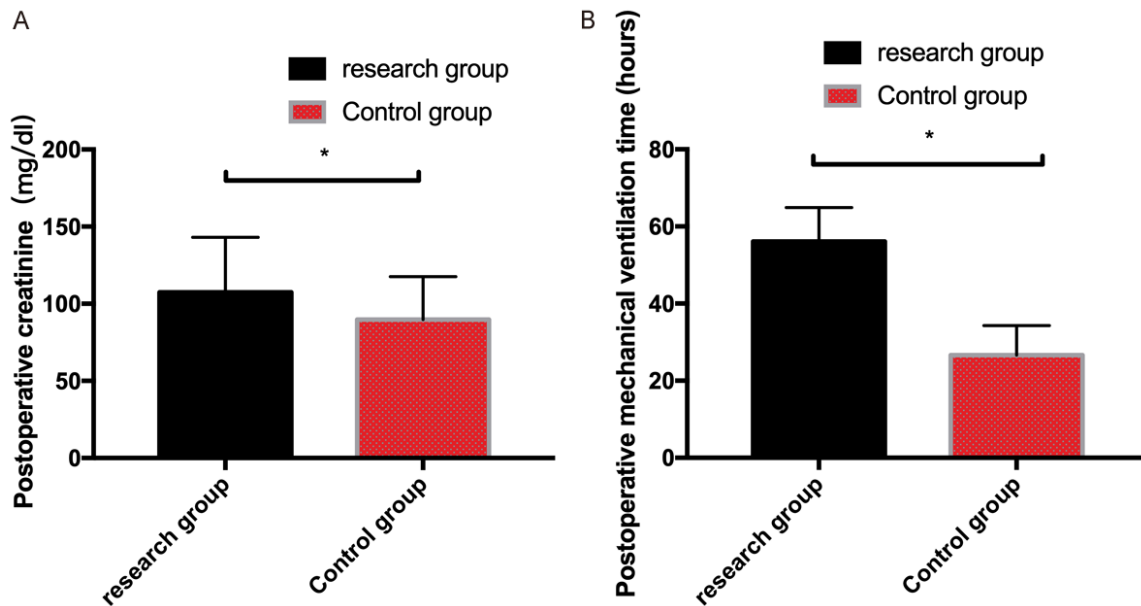 A
research group
Control group
Postoperative creatinine (mg/dl)
200
150
100
50
0
*
research group
Control group
B
research group
Control group
Postoperative mechanical ventilation time (hours)
80
60
40
20
0
*
research group
Control group